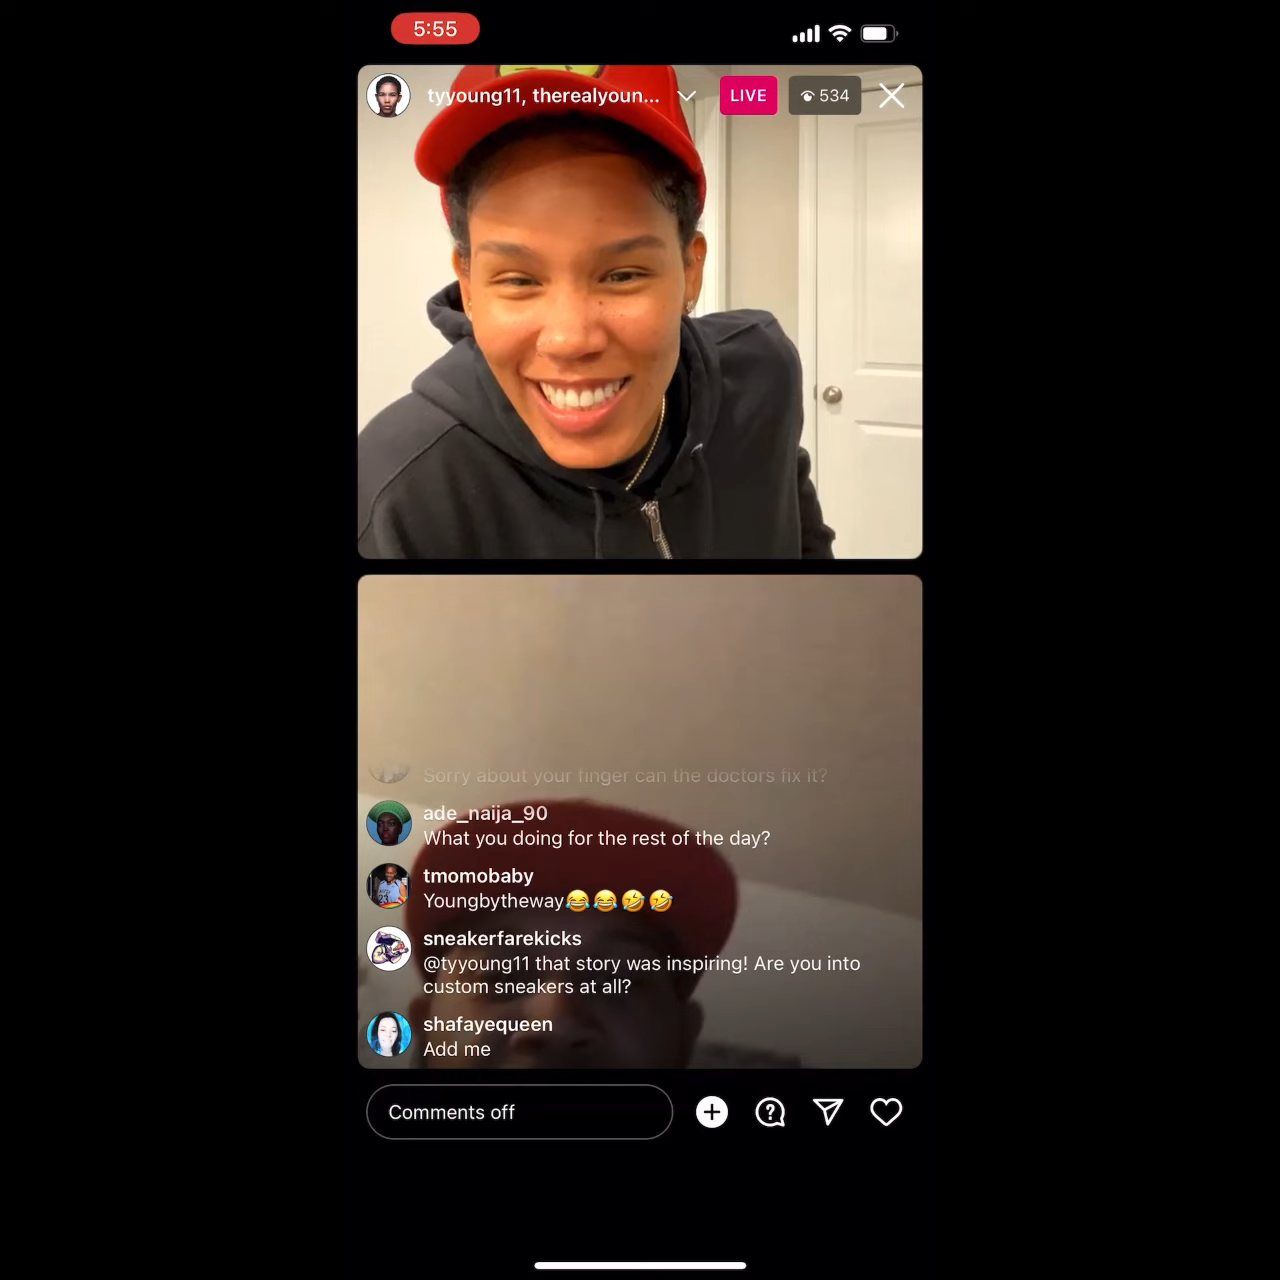 5:55
tyyoung11, therealyoun...
LIVE
534
Sorry about your finger can the doctors fix it?
ade_naija_90
What you doing for the rest of the day?
tmomobaby
Youngbytheway😂😂🤣🤣
sneakerfarekicks
@tyyoung11 that story was inspiring! Are you into
custom sneakers at all?
shafayequeen
Add me
Comments off